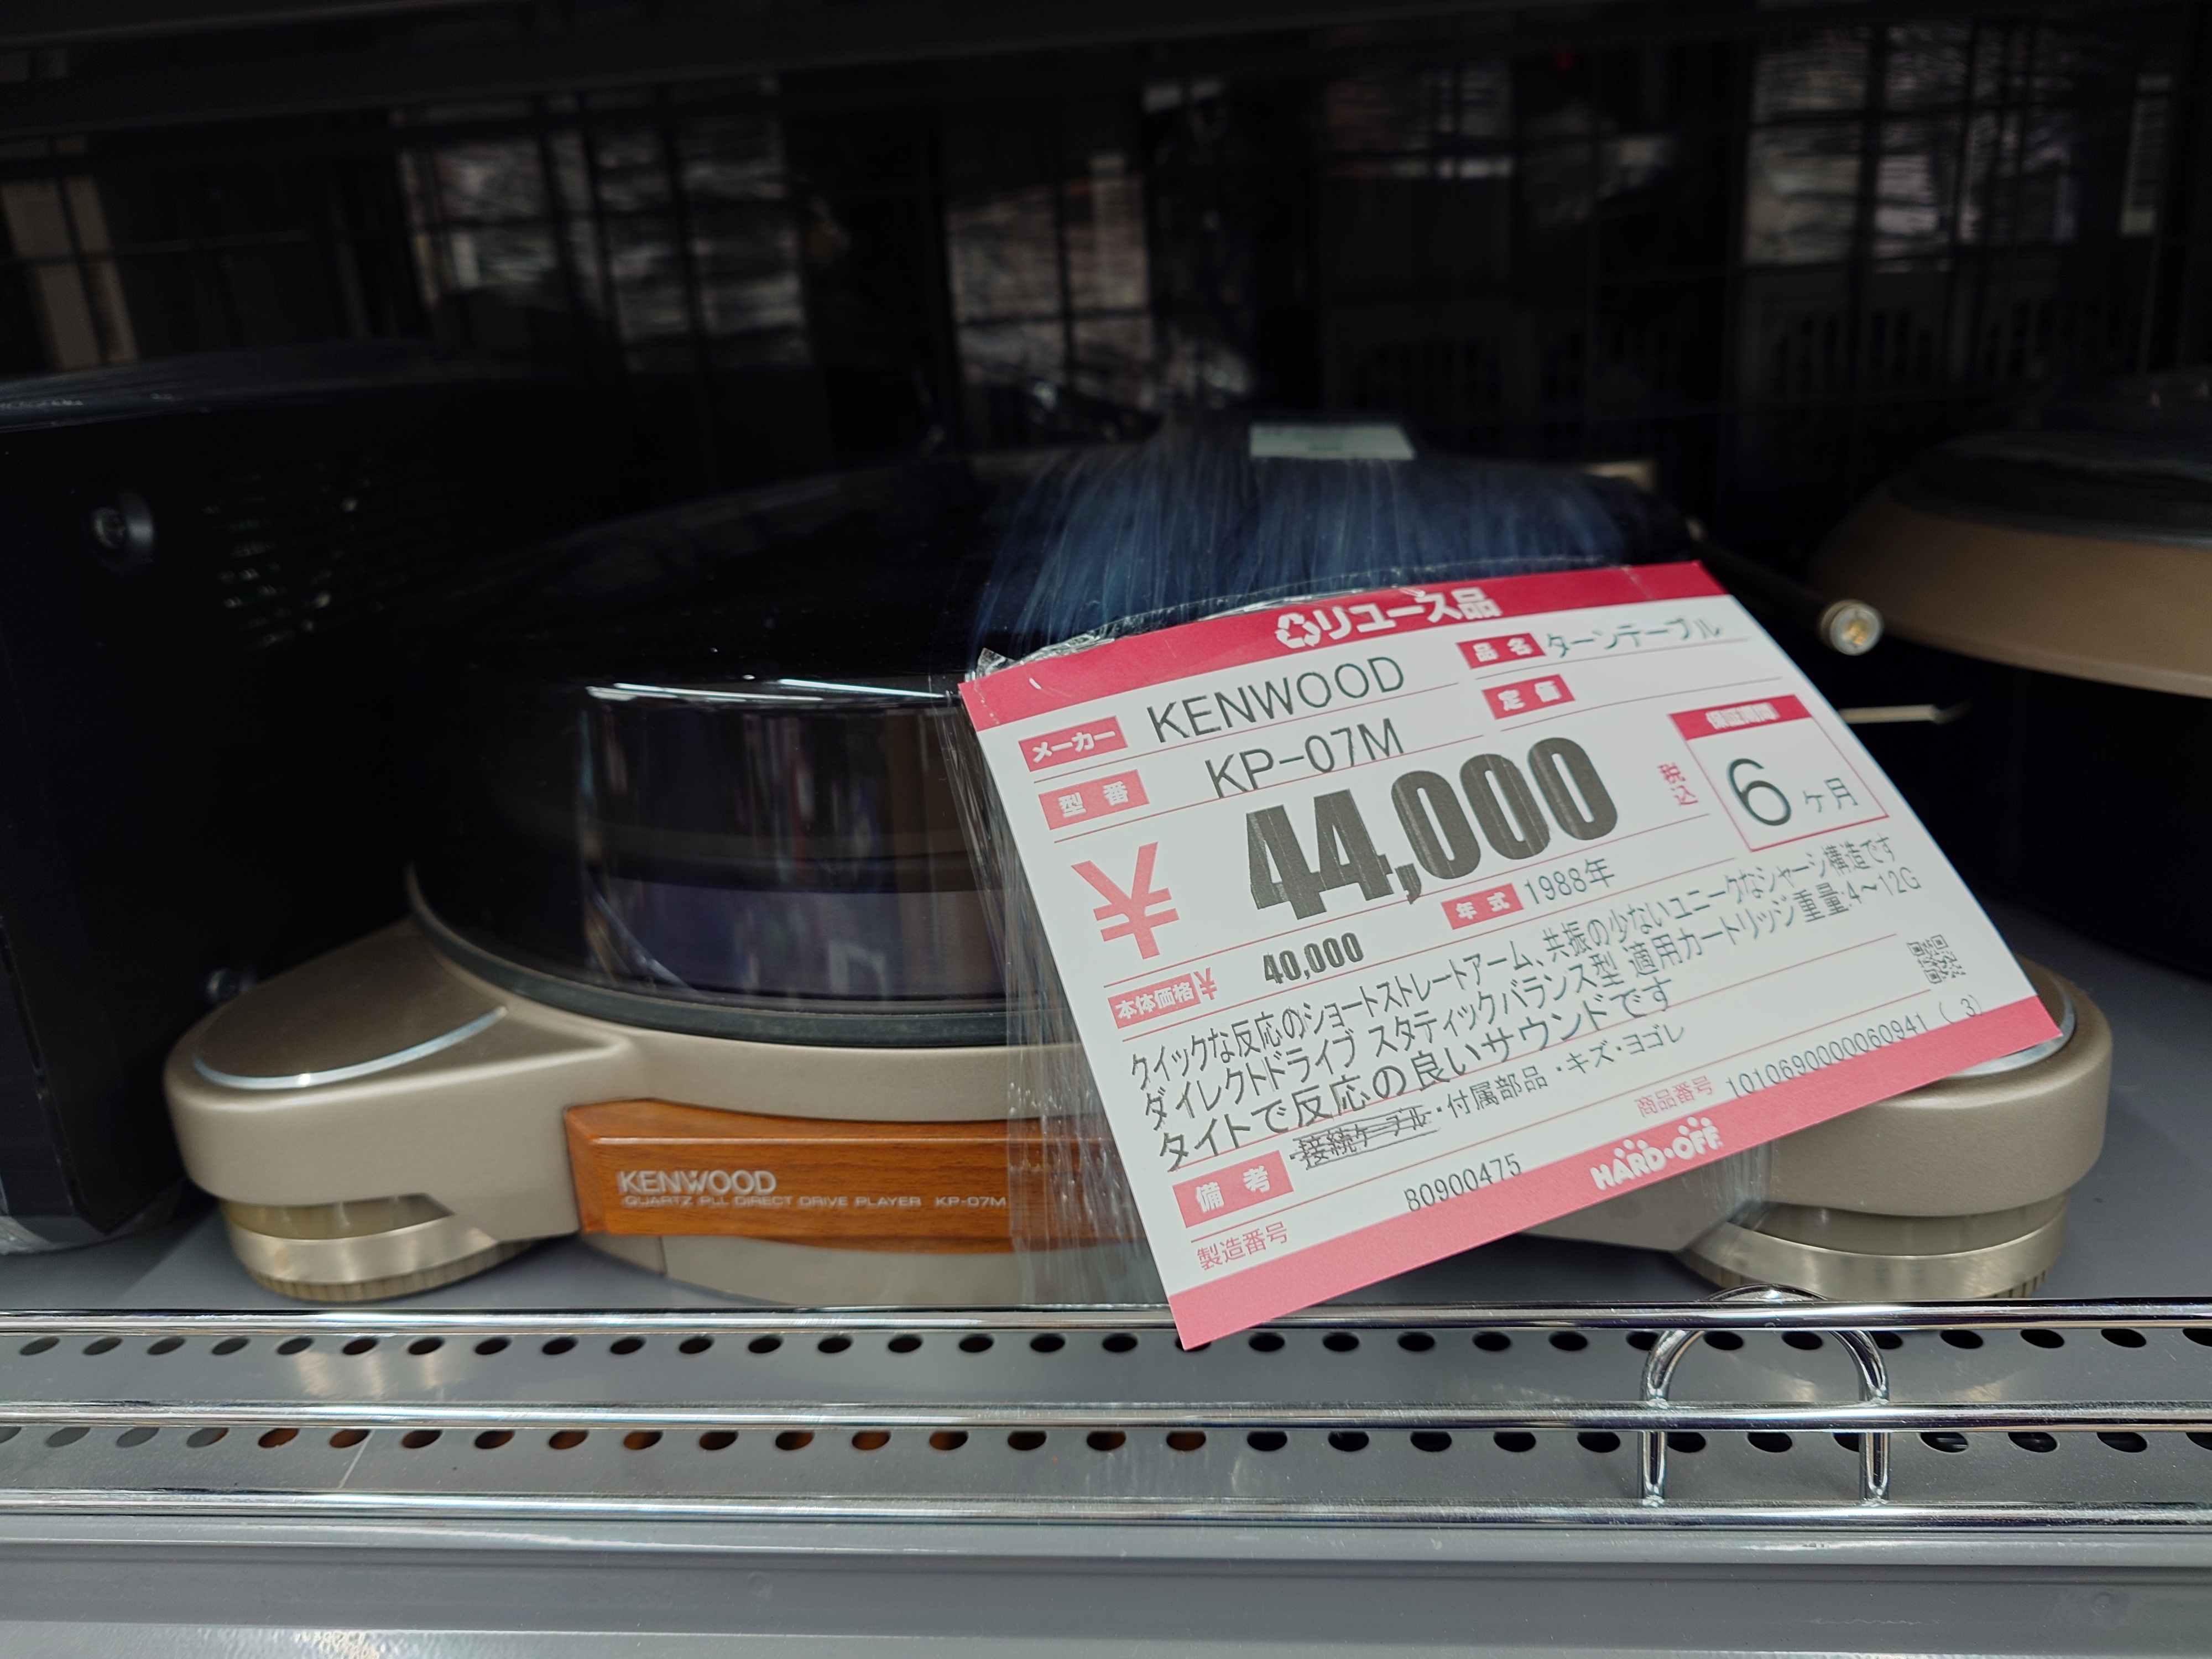 リユース品
メーカー KENWOOD 品名 ターンテーブル
型番 KP-07M 定価
¥ 44,000 税込 保証期間 6ヶ月
本体価格¥ 40,000 年式 1988年
クイックな反応のショートストレートアーム、共振の少ないユニークなシャーシ構造です
ダイレクトドライブ スタティックバランス型 適用カートリッジ重量:4〜12G
タイトで反応の良いサウンドです
備考 ・接続ケーブル・付属部品・キズ・ヨゴレ
製造番号 80900475 商品番号 1010690000060941 ( 3)
HARD・OFF
KENWOOD
QUARTZ PLL DIRECT DRIVE PLAYER KP-07M